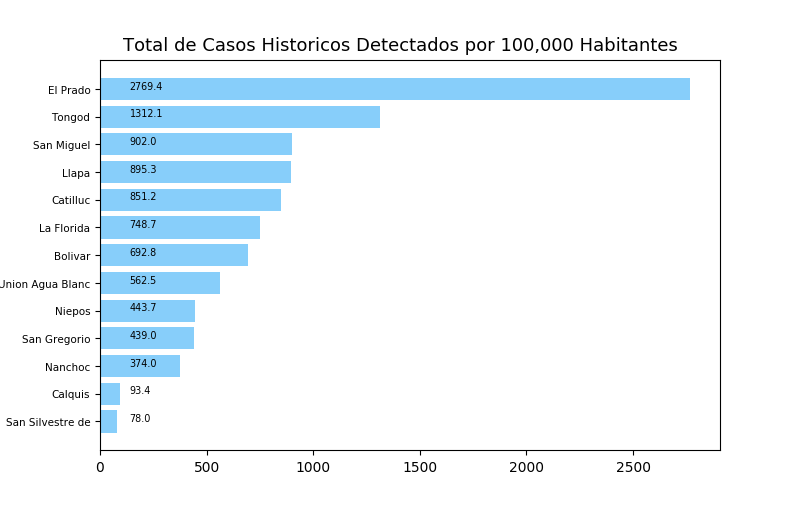 Total de Casos Historicos Detectados por 100,000 Habitantes
El Prado 2769.4
Tongod 1312.1
San Miguel 902.0
Llapa 895.3
Catilluc 851.2
La Florida 748.7
Bolivar 692.8
Union Agua Blanc 562.5
Niepos 443.7
San Gregorio 439.0
Nanchoc 374.0
Calquis 93.4
San Silvestre de 78.0
0 500 1000 1500 2000 2500